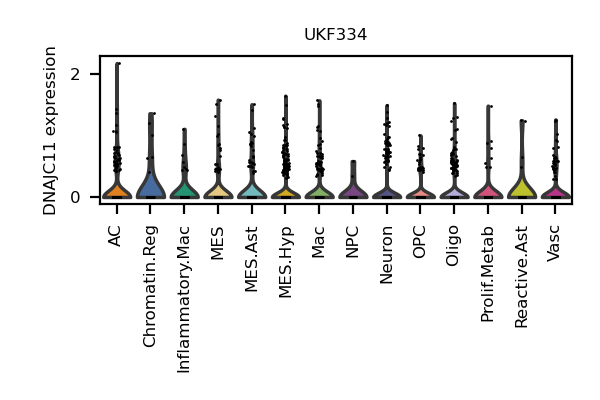 UKF334
DNAJC11 expression
2
0
AC
Chromatin.Reg
Inflammatory.Mac
MES
MES.Ast
MES.Hyp
Mac
NPC
Neuron
OPC
Oligo
Prolif.Metab
Reactive.Ast
Vasc